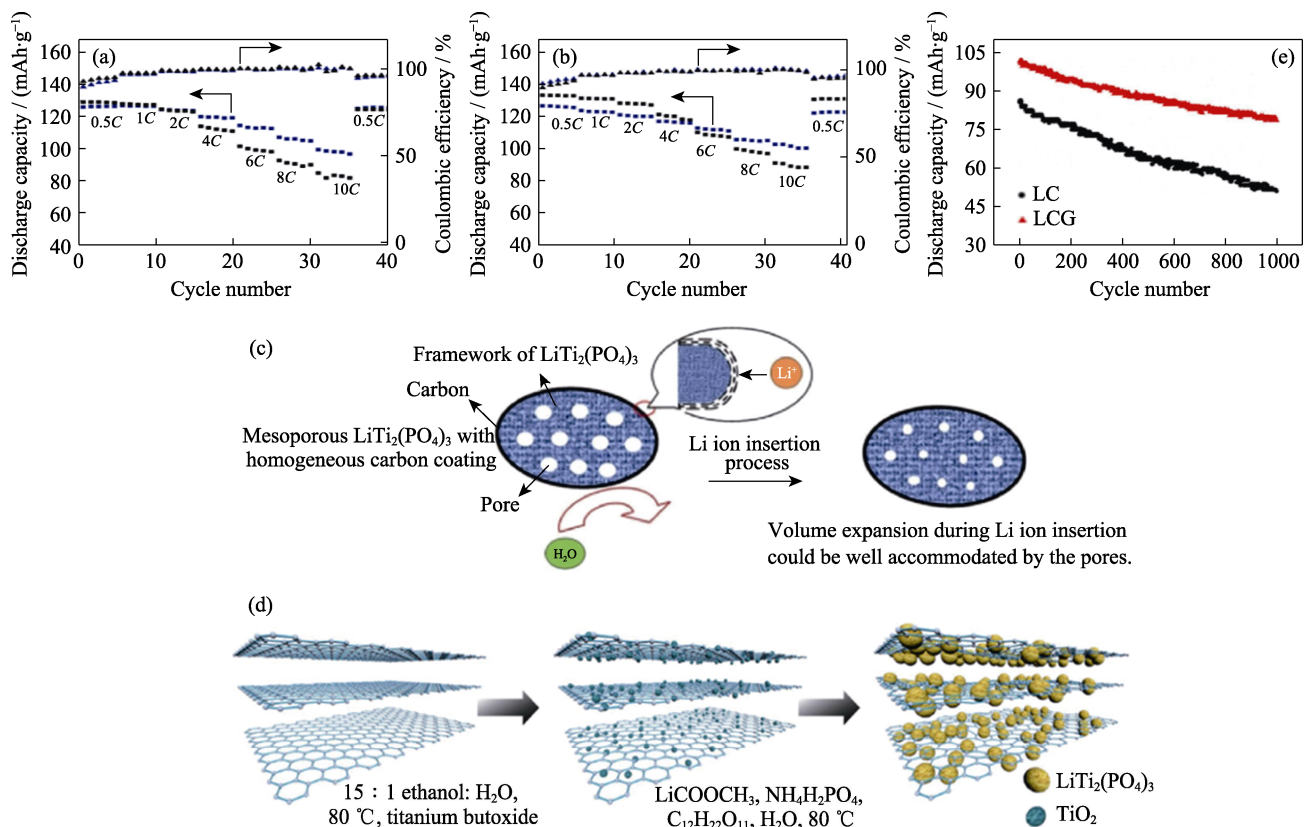 (a)
160
140
120
100
80
60
40
0
10
20
30
40
100
50
0
Discharge capacity / (mAh·g⁻¹)
Coulombic efficiency / %
Cycle number
0.5C
1C
2C
4C
6C
8C
10C
0.5C
(b)
160
140
120
100
80
60
40
0
10
20
30
40
100
50
0
Discharge capacity / (mAh·g⁻¹)
Coulombic efficiency / %
Cycle number
0.5C
1C
2C
4C
6C
8C
10C
0.5C
(e)
105
90
75
60
45
30
0
200
400
600
800
1000
Discharge capacity / (mAh·g⁻¹)
Cycle number
LC
LCG
(c)
Framework of LiTi₂(PO₄)₃
Carbon
Mesoporous LiTi₂(PO₄)₃ with
homogeneous carbon coating
Pore
H₂O
Li⁺
Li ion insertion
process
Volume expansion during Li ion insertion
could be well accommodated by the pores.
(d)
15：1 ethanol: H₂O,
80 ℃, titanium butoxide
LiCOOCH₃, NH₄H₂PO₄,
C₁₂H₂₂O₁₁, H₂O, 80 ℃
LiTi₂(PO₄)₃
TiO₂